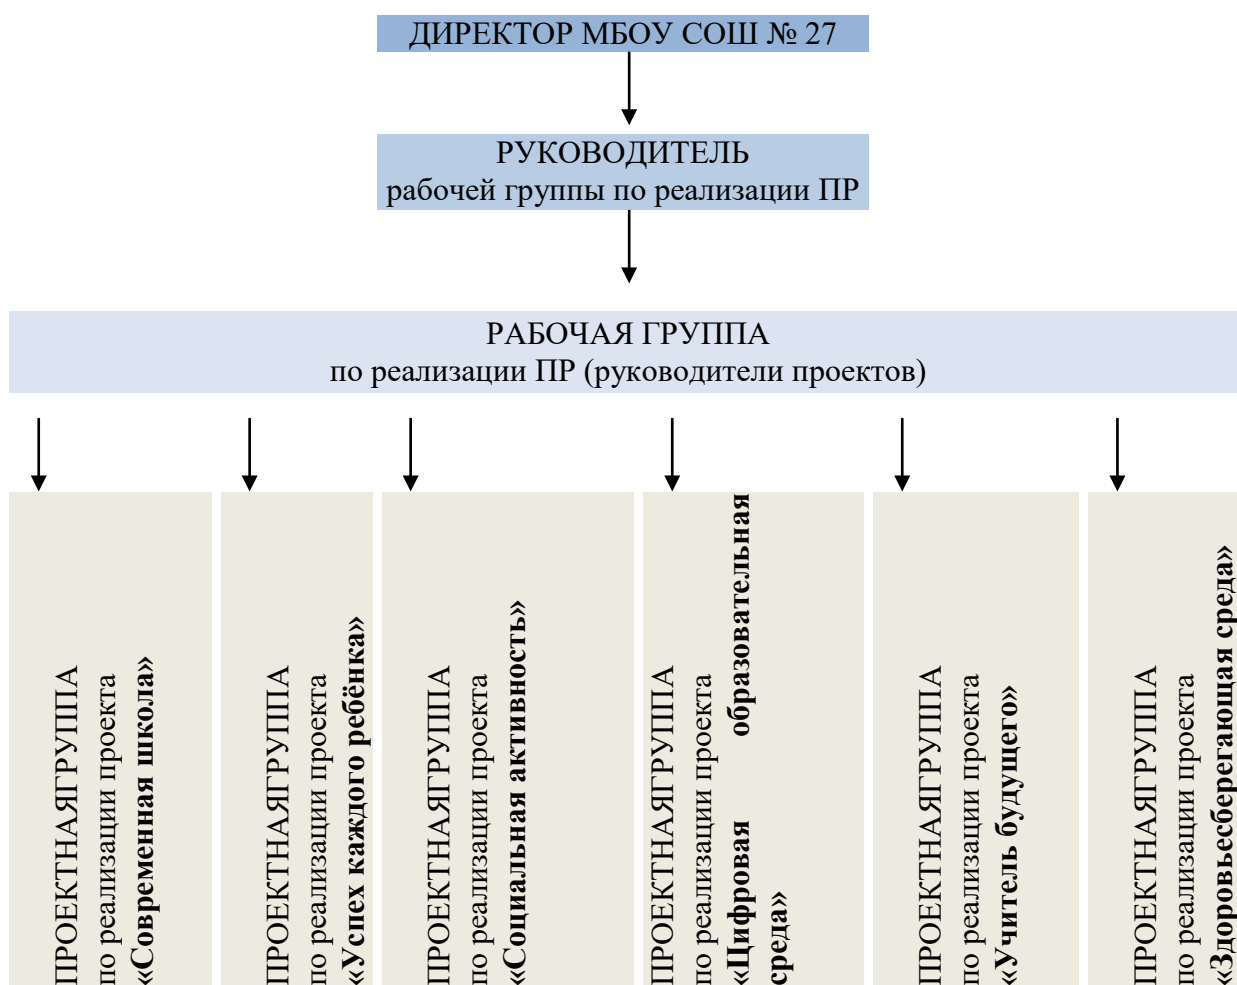 ДИРЕКТОР МБОУ СОШ № 27
РУКОВОДИТЕЛЬ
рабочей группы по реализации ПР
РАБОЧАЯ ГРУППА
по реализации ПР (руководители проектов)
ПРОЕКТНАЯГРУППА
по реализации проекта
«Современная школа»
ПРОЕКТНАЯГРУППА
по реализации проекта
«Успех каждого ребёнка»
ПРОЕКТНАЯГРУППА
по реализации проекта
«Социальная активность»
ПРОЕКТНАЯГРУППА
по реализации проекта
«Цифровая образовательная
среда»
ПРОЕКТНАЯГРУППА
по реализации проекта
«Учитель будущего»
ПРОЕКТНАЯГРУППА
по реализации проекта
«Здоровьесберегающая среда»